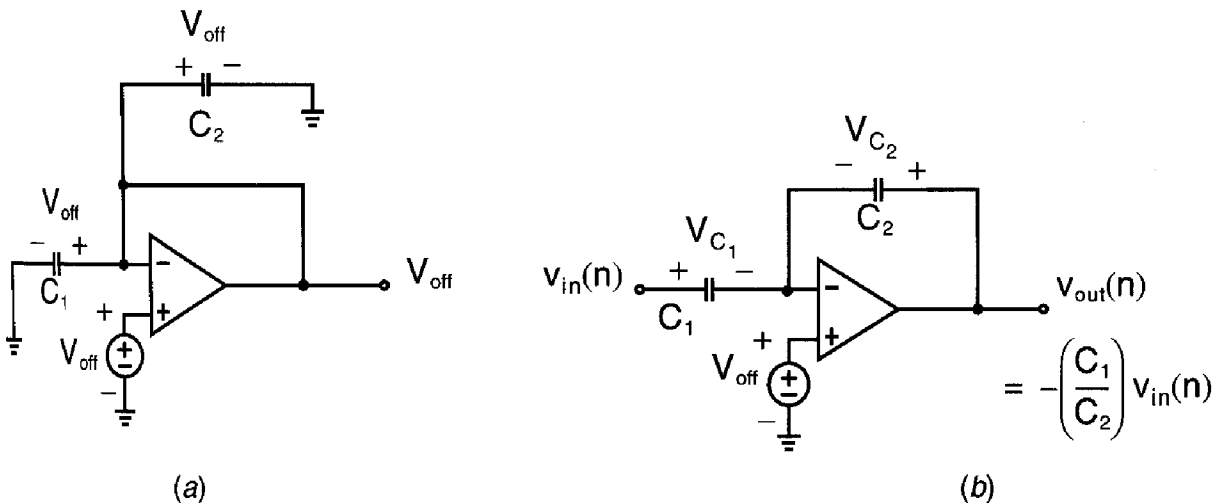 V_off
+ −
C_2
V_off
− +
C_1
−
+
V_off
+
V_off
+
−
−
(a)
V_C_2
− +
C_2
V_C_1
v_in(n)
+ −
C_1
−
+
v_out(n)
+
V_off
+
−
−
= −(C_1/C_2) v_in(n)
(b)